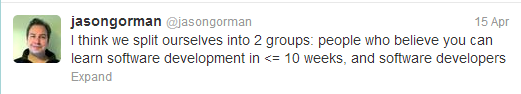 jasongorman @jasongorman 15 Apr
I think we split ourselves into 2 groups: people who believe you can
learn software development in <= 10 weeks, and software developers
Expand